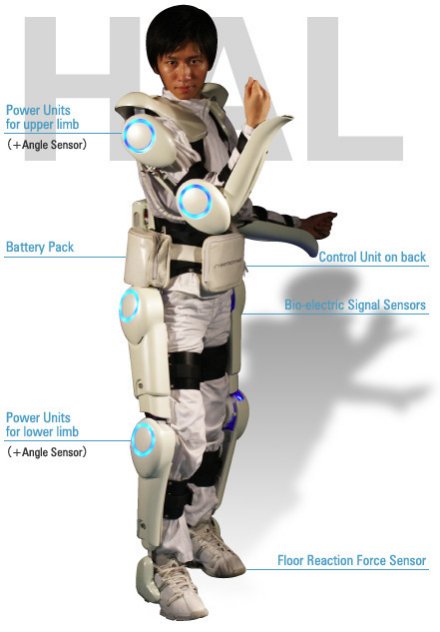 HAL
Power Units
for upper limb
(+Angle Sensor)
Battery Pack
Control Unit on back
Bio-electric Signal Sensors
Power Units
for lower limb
(+Angle Sensor)
Floor Reaction Force Sensor